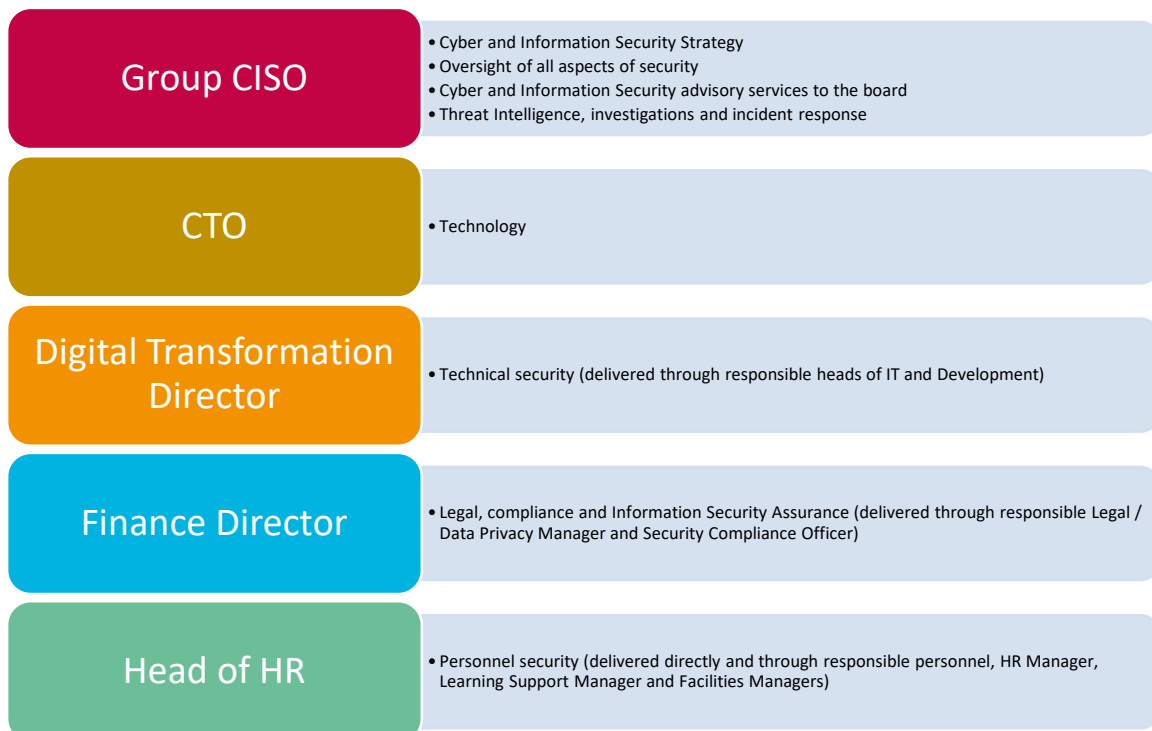 Group CISO
• Cyber and Information Security Strategy
• Oversight of all aspects of security
• Cyber and Information Security advisory services to the board
• Threat Intelligence, investigations and incident response
CTO
• Technology
Digital Transformation
Director
• Technical security (delivered through responsible heads of IT and Development)
Finance Director
• Legal, compliance and Information Security Assurance (delivered through responsible Legal /
Data Privacy Manager and Security Compliance Officer)
Head of HR
• Personnel security (delivered directly and through responsible personnel, HR Manager,
Learning Support Manager and Facilities Managers)